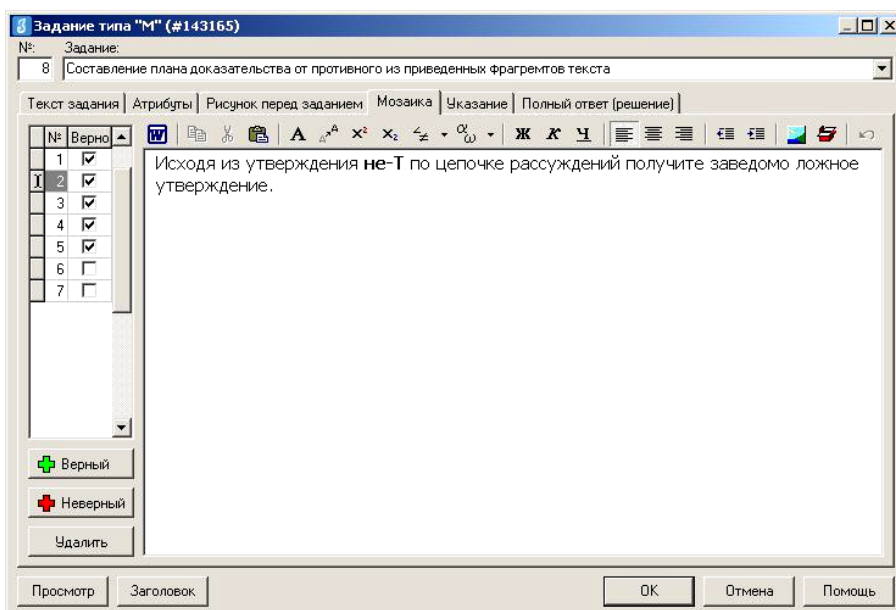 Задание типа "М" (#143165)
№: Задание:
8 Составление плана доказательства от противного из приведенных фрагремтов текста
Текст задания Атрибуты Рисунок перед заданием Мозаика Указание Полный ответ (решение)
№ Верно
1
2
3
4
5
6
7
Ж К Ч
Исходя из утверждения не-Т по цепочке рассуждений получите заведомо ложное
утверждение.
Верный
Неверный
Удалить
Просмотр Заголовок OK Отмена Помощь